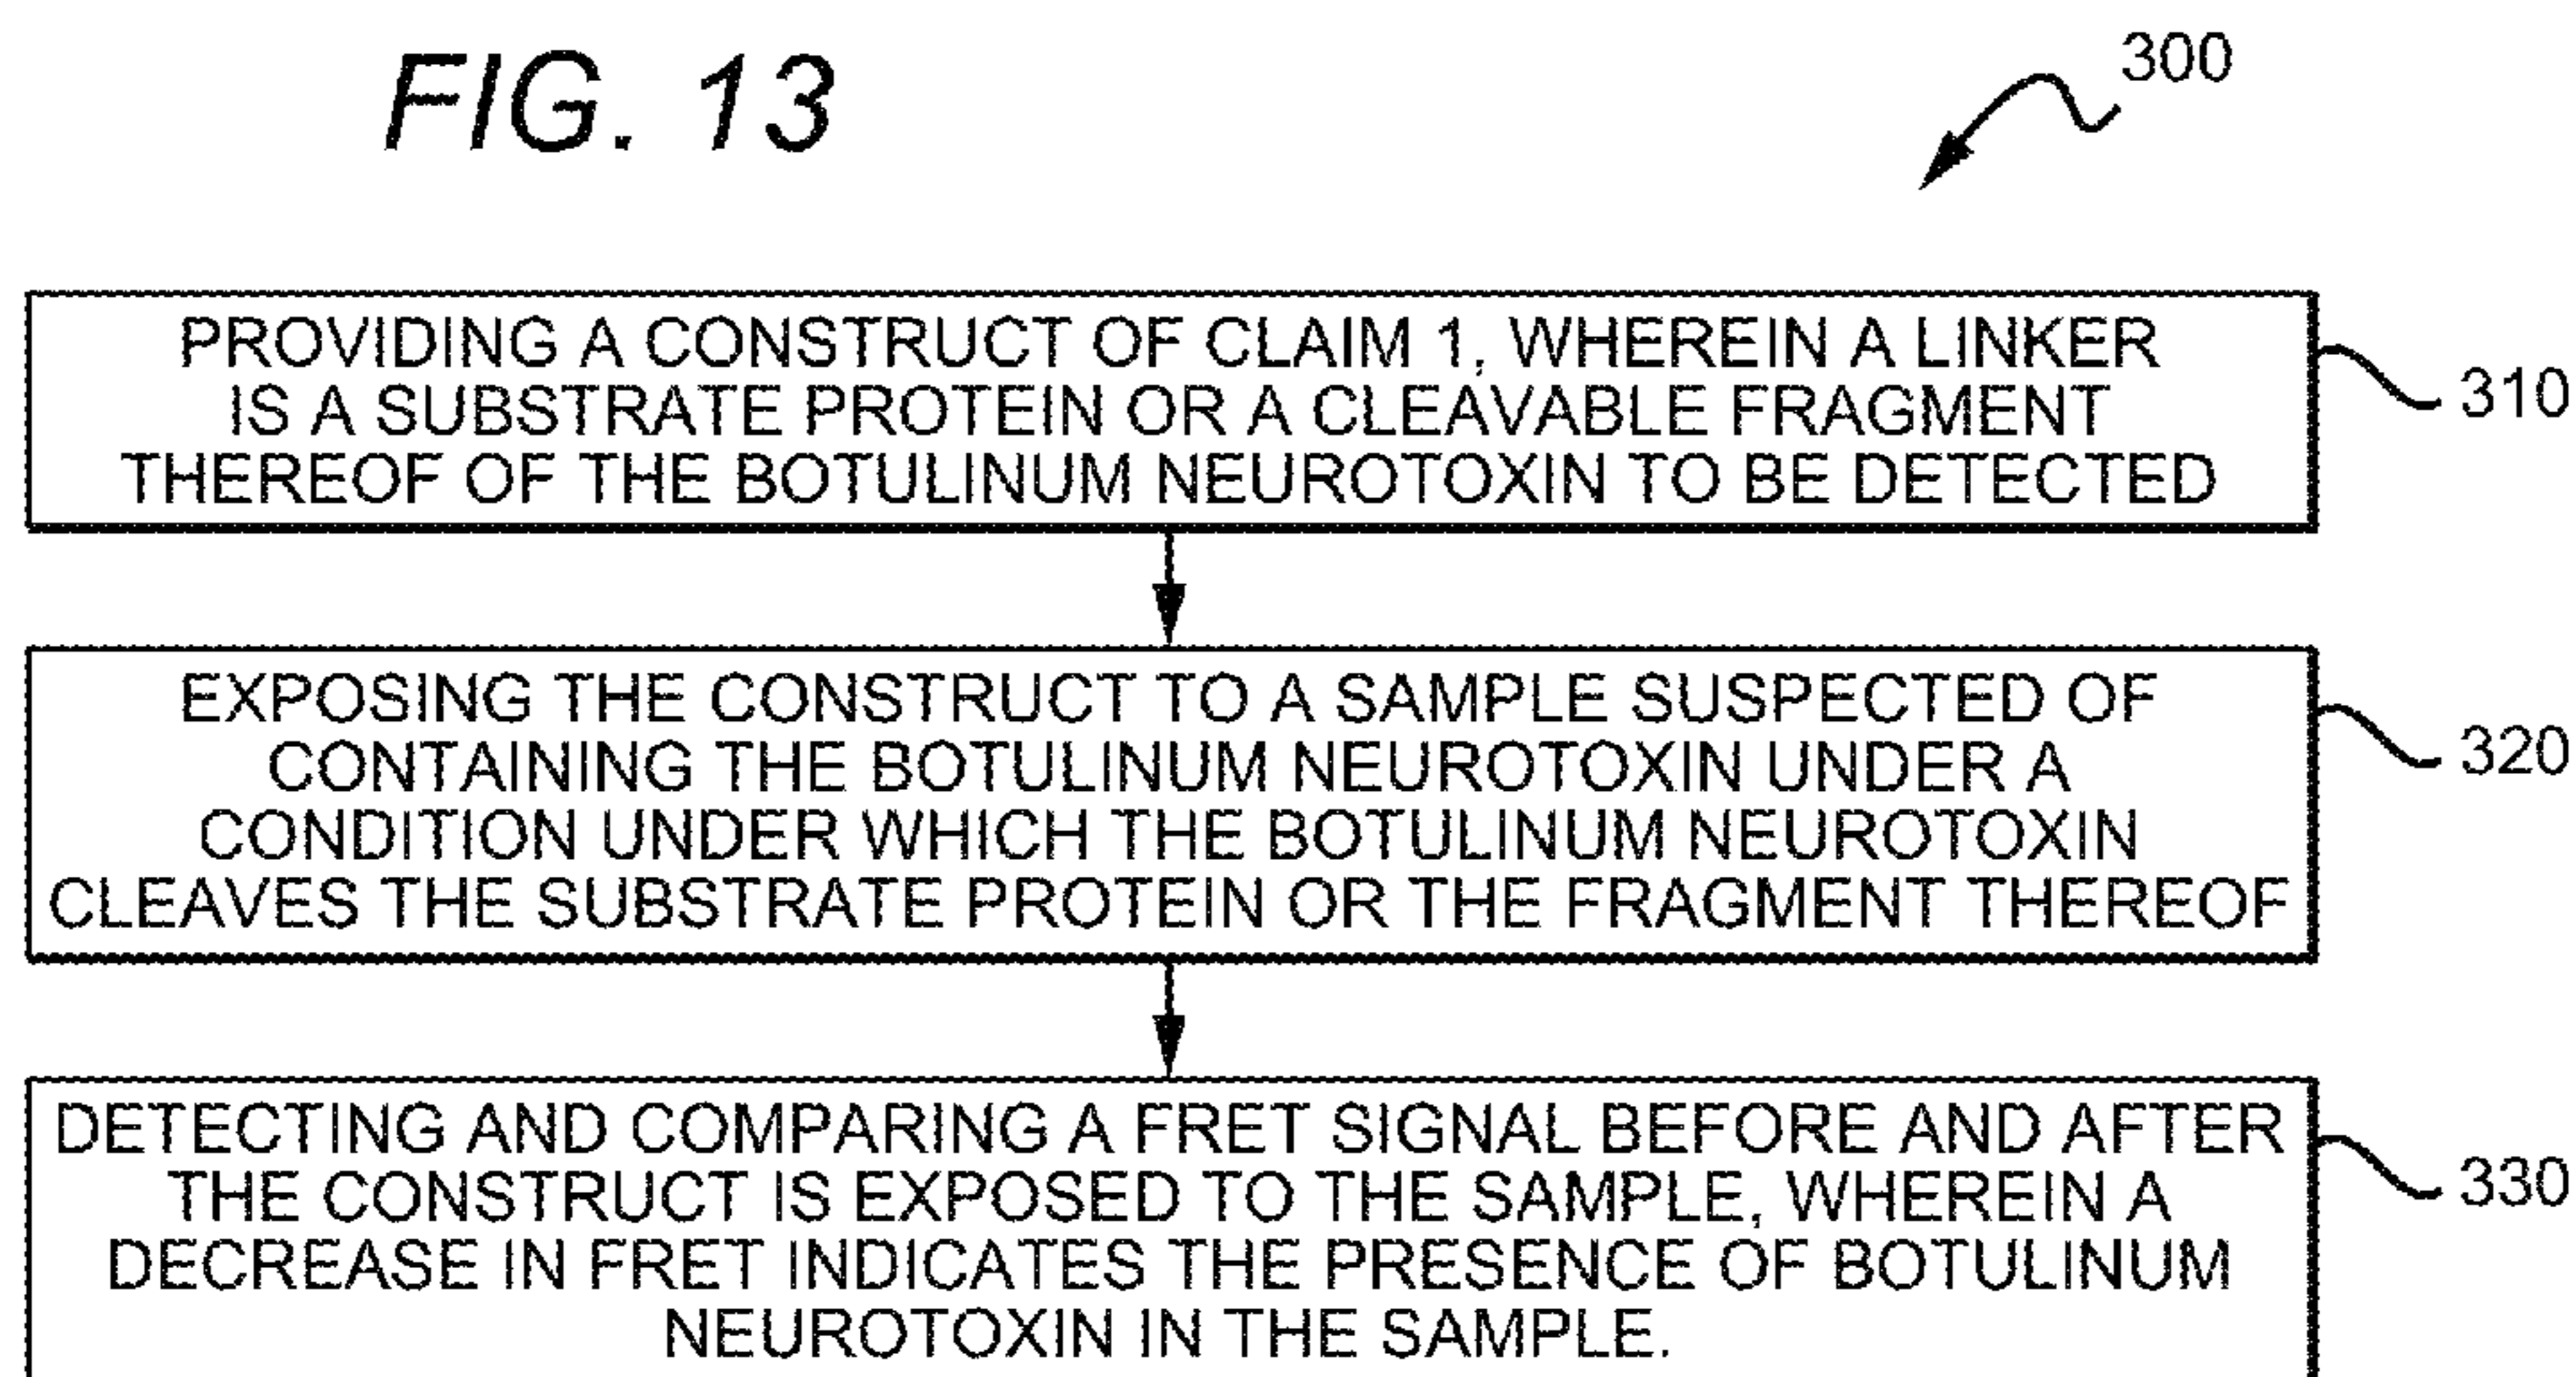 FIG. 13
300
PROVIDING A CONSTRUCT OF CLAIM 1, WHEREIN A LINKER
IS A SUBSTRATE PROTEIN OR A CLEAVABLE FRAGMENT
THEREOF OF THE BOTULINUM NEUROTOXIN TO BE DETECTED
310
EXPOSING THE CONSTRUCT TO A SAMPLE SUSPECTED OF
CONTAINING THE BOTULINUM NEUROTOXIN UNDER A
CONDITION UNDER WHICH THE BOTULINUM NEUROTOXIN
CLEAVES THE SUBSTRATE PROTEIN OR THE FRAGMENT THEREOF
320
DETECTING AND COMPARING A FRET SIGNAL BEFORE AND AFTER
THE CONSTRUCT IS EXPOSED TO THE SAMPLE, WHEREIN A
DECREASE IN FRET INDICATES THE PRESENCE OF BOTULINUM
NEUROTOXIN IN THE SAMPLE.
330